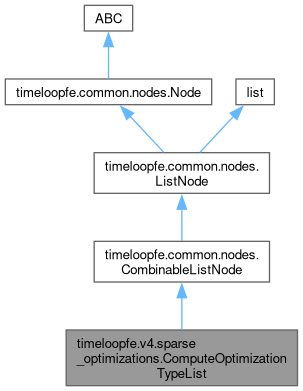 ABC
timeloopfe.common.nodes.Node
list
timeloopfe.common.nodes.
ListNode
timeloopfe.common.nodes.
CombinableListNode
timeloopfe.v4.sparse
_optimizations.ComputeOptimization
TypeList